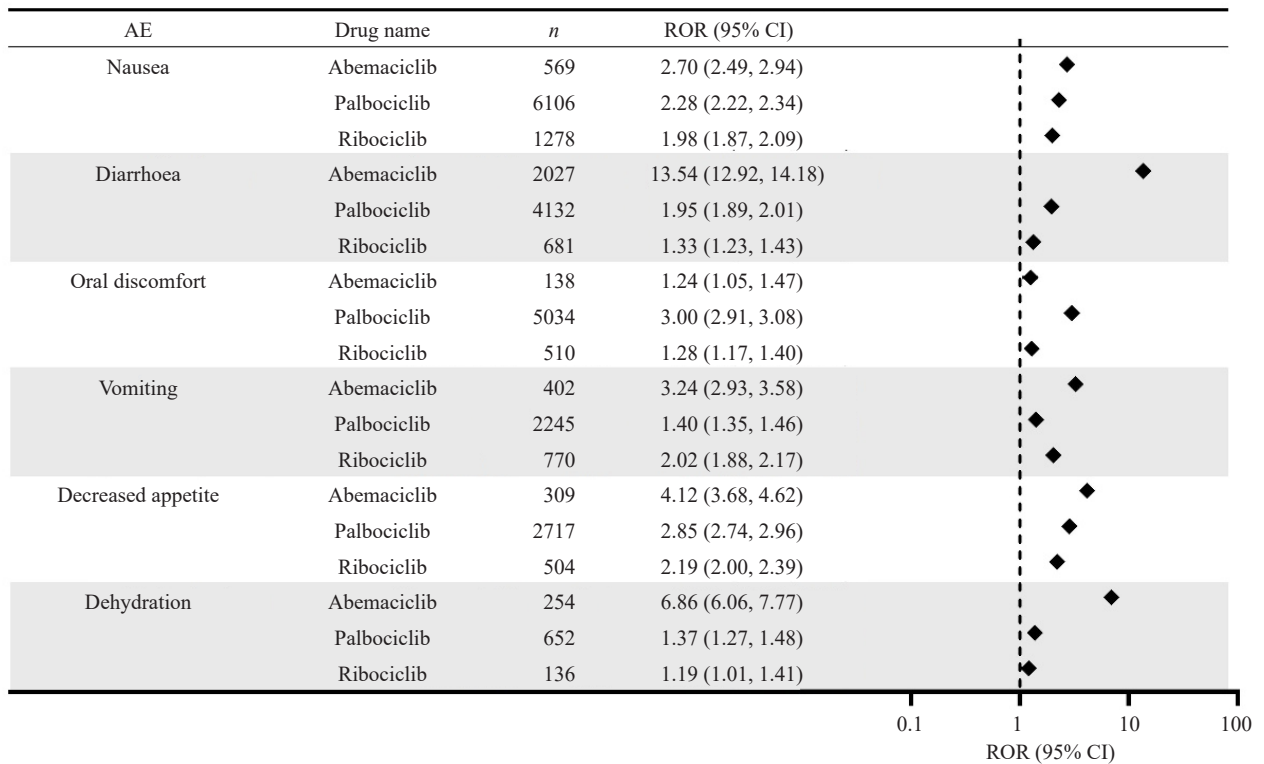 AE Drug name n ROR (95% CI)
Nausea Abemaciclib 569 2.70 (2.49, 2.94)
Palbociclib 6106 2.28 (2.22, 2.34)
Ribociclib 1278 1.98 (1.87, 2.09)
Diarrhoea Abemaciclib 2027 13.54 (12.92, 14.18)
Palbociclib 4132 1.95 (1.89, 2.01)
Ribociclib 681 1.33 (1.23, 1.43)
Oral discomfort Abemaciclib 138 1.24 (1.05, 1.47)
Palbociclib 5034 3.00 (2.91, 3.08)
Ribociclib 510 1.28 (1.17, 1.40)
Vomiting Abemaciclib 402 3.24 (2.93, 3.58)
Palbociclib 2245 1.40 (1.35, 1.46)
Ribociclib 770 2.02 (1.88, 2.17)
Decreased appetite Abemaciclib 309 4.12 (3.68, 4.62)
Palbociclib 2717 2.85 (2.74, 2.96)
Ribociclib 504 2.19 (2.00, 2.39)
Dehydration Abemaciclib 254 6.86 (6.06, 7.77)
Palbociclib 652 1.37 (1.27, 1.48)
Ribociclib 136 1.19 (1.01, 1.41)
0.1 1 10 100
ROR (95% CI)